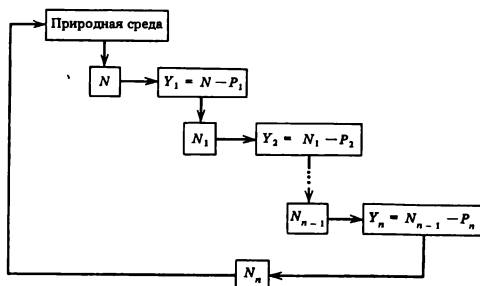 Природная среда
N
Y₁ = N − P₁
N₁
Y₂ = N₁ − P₂
Nₙ₋₁
Yₙ = Nₙ₋₁ − Pₙ
Nₙ